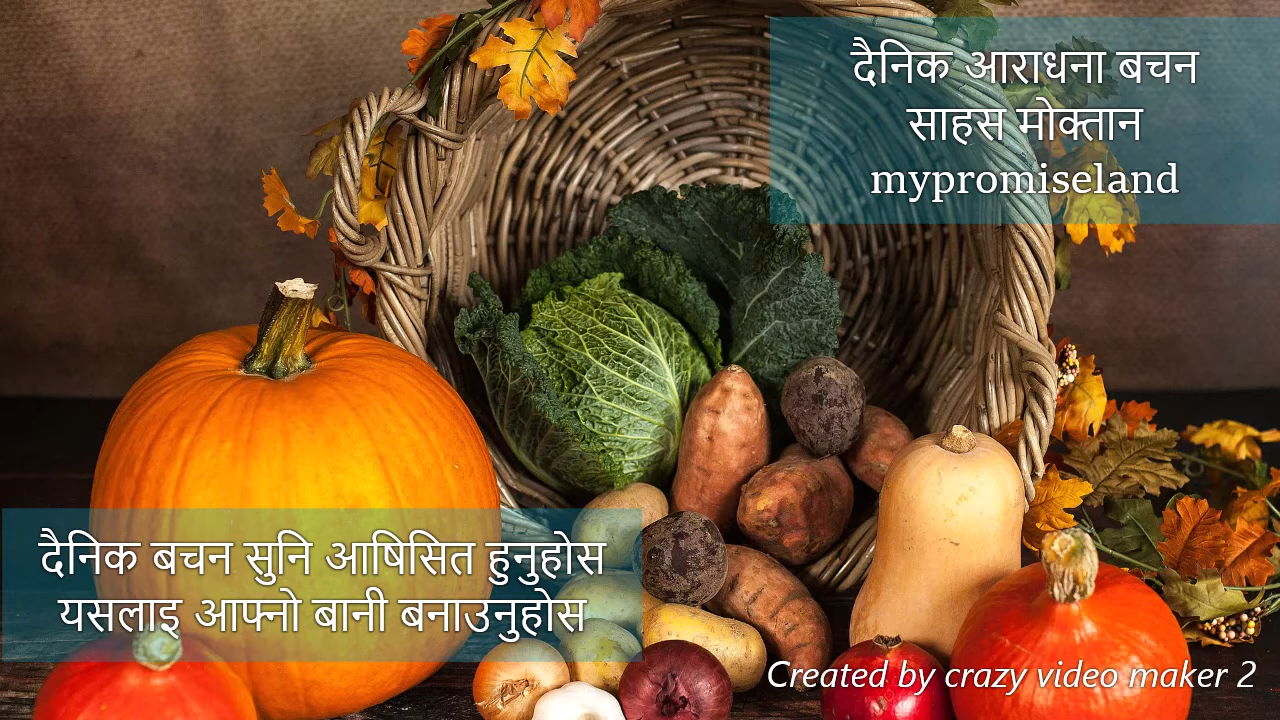 दैनिक आराधना बचन
साहस मोक्तान
mypromiseland
दैनिक बचन सुनि आषिसित हुनुहोस
यसलाइ आफ्नो बानी बनाउनुहोस
Created by crazy video maker 2